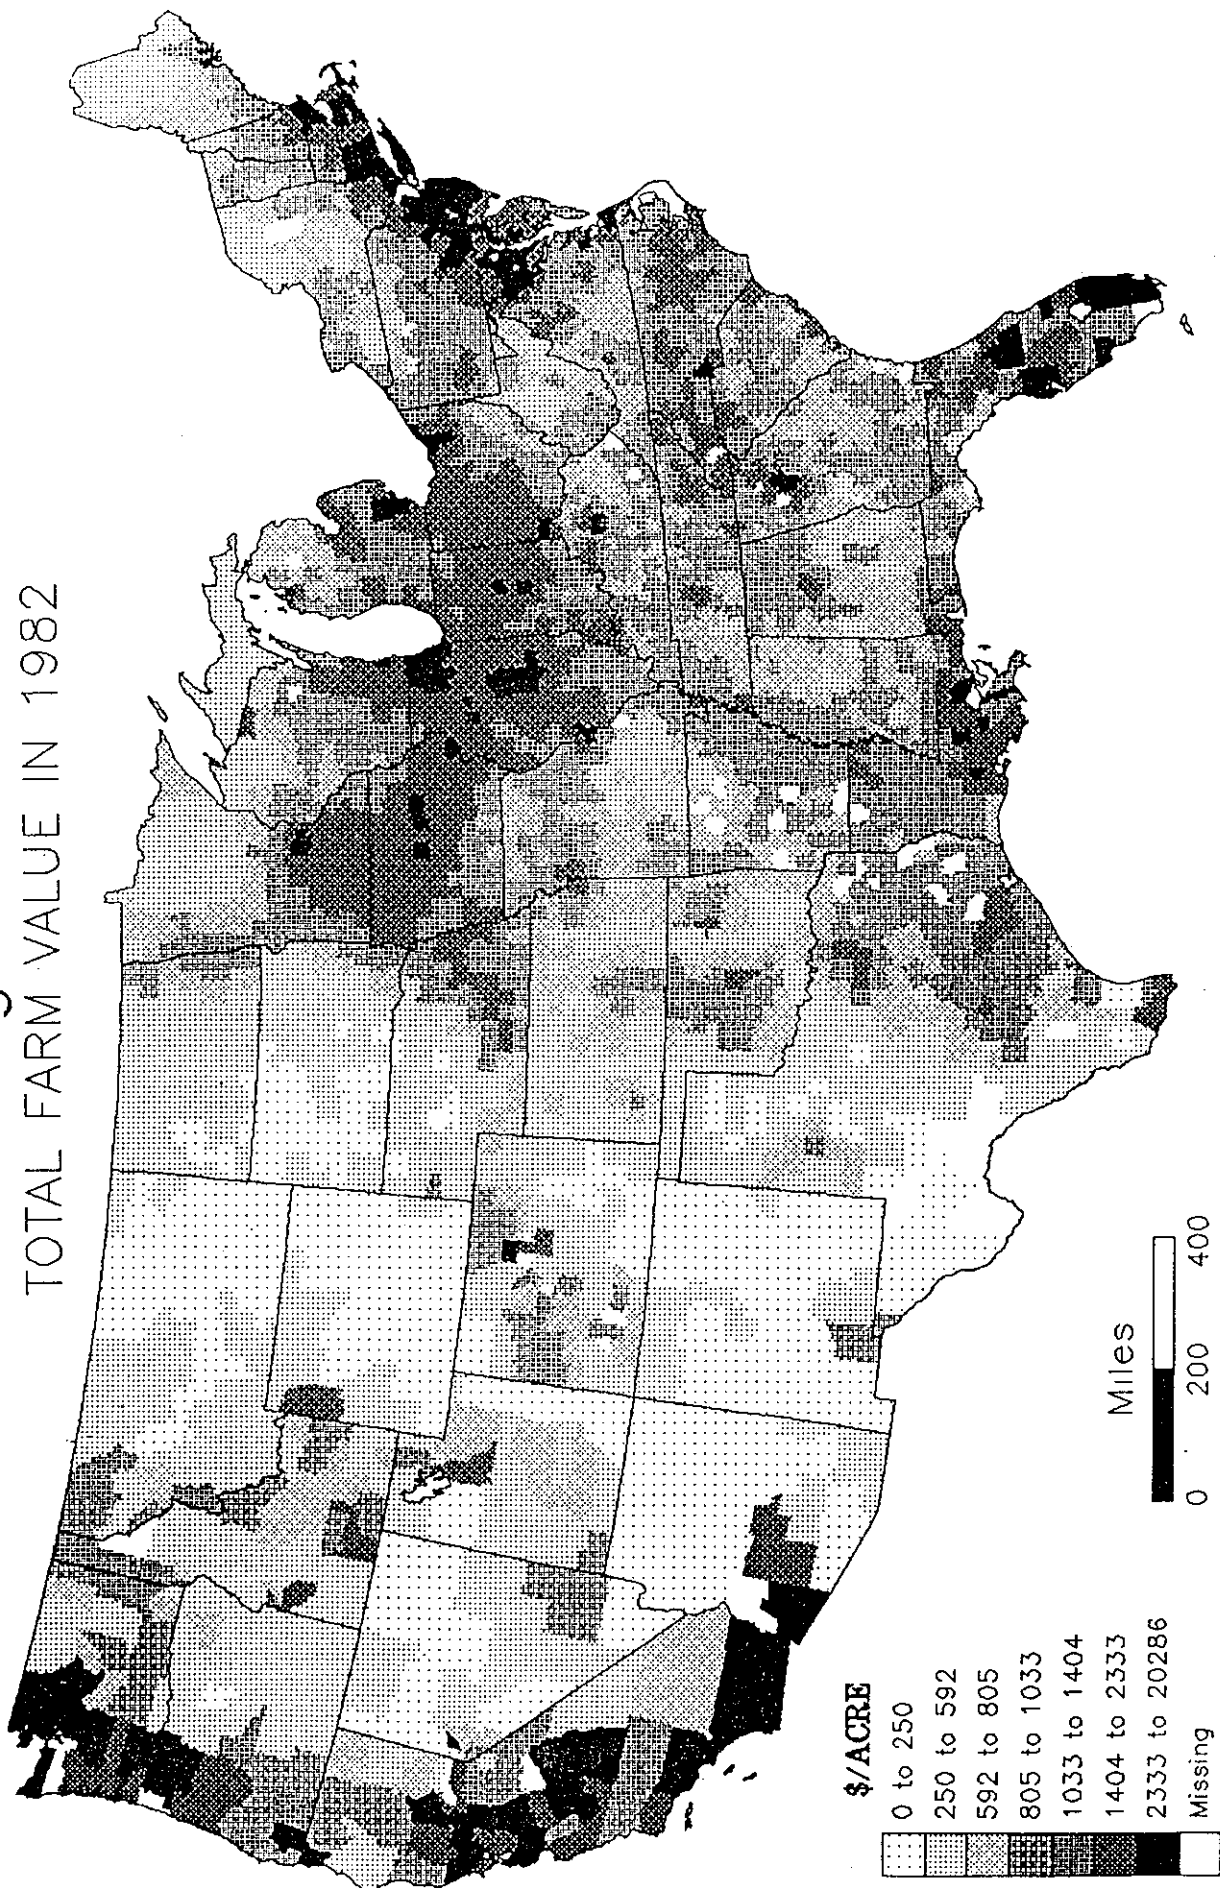 TOTAL FARM VALUE IN 1982
$/ACRE
0 to 250
250 to 592
592 to 805
805 to 1033
1033 to 1404
1404 to 2333
2333 to 20286
Missing
Miles
0 200 400